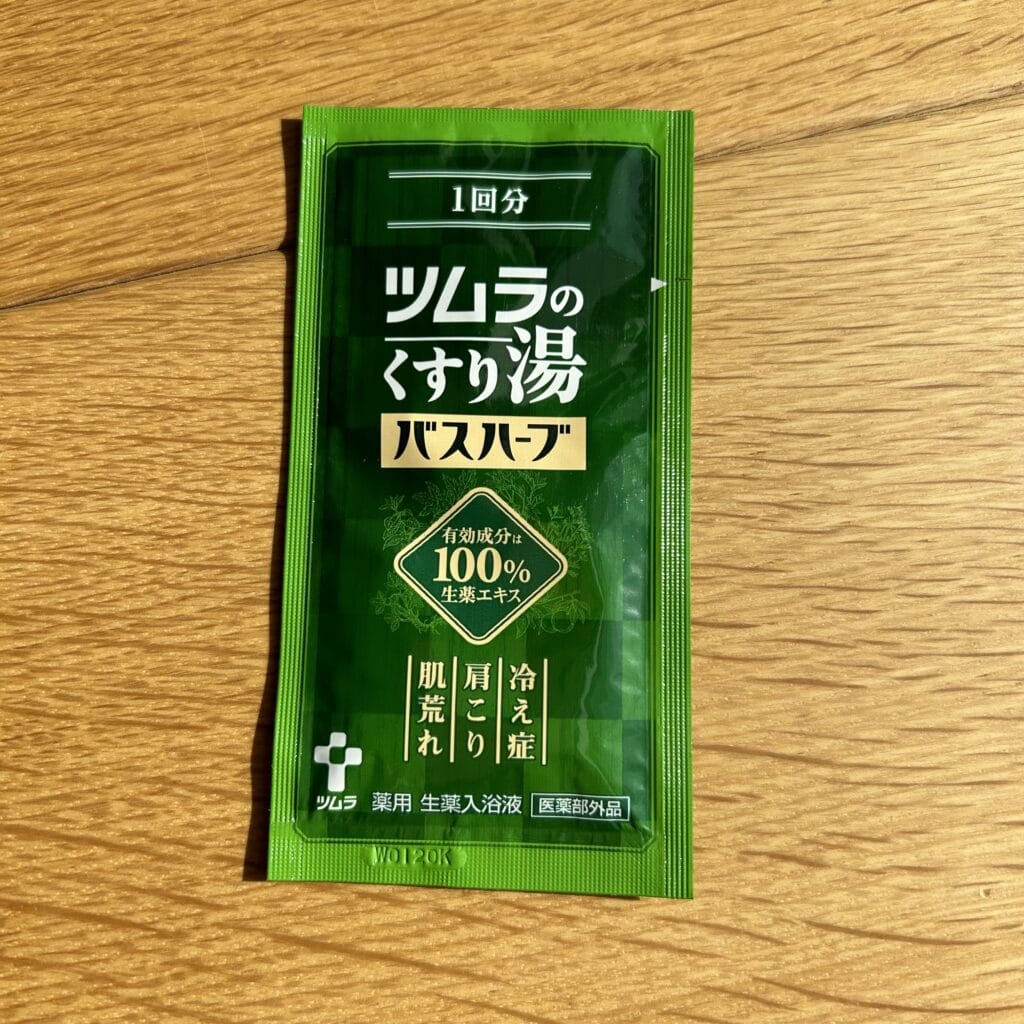 1回分
ツムラの
くすり湯
バスハーブ
有効成分は
100%
生薬エキス
冷え症
肩こり
肌荒れ
ツムラ
薬用 生薬入浴液
医薬部外品
W0120K